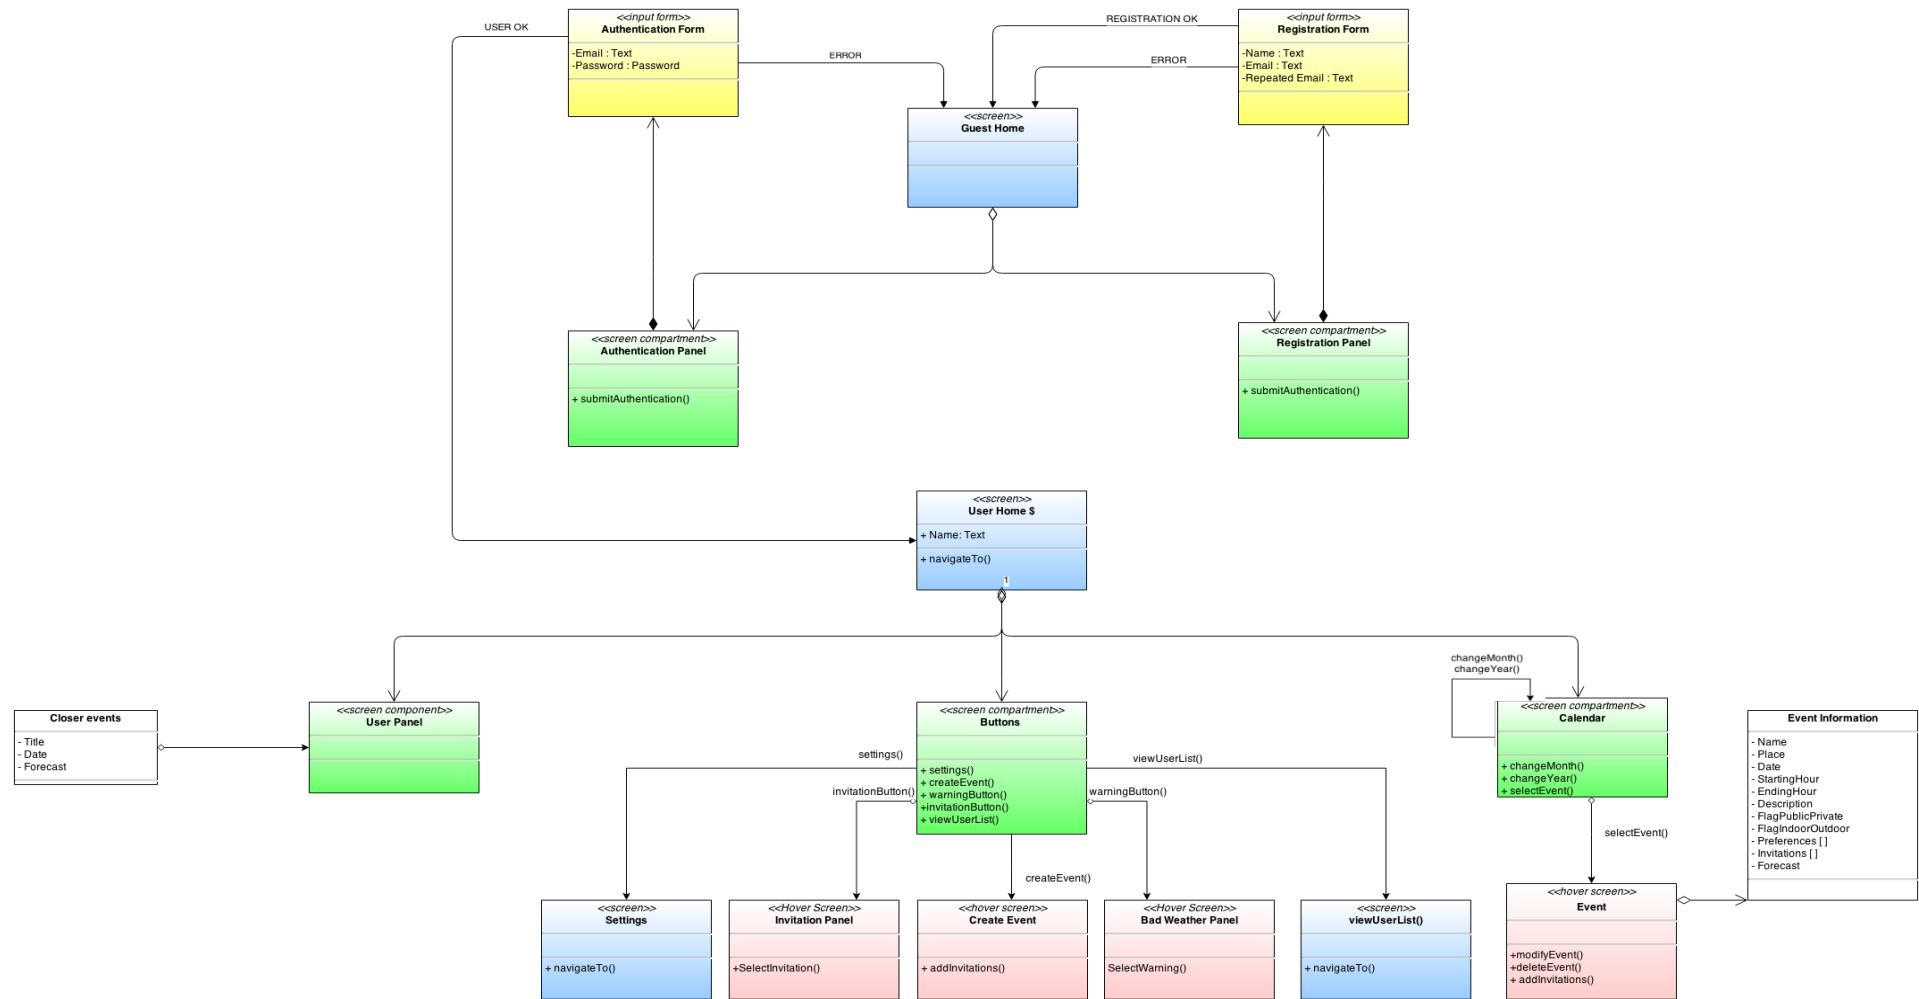 USER OK
<<input form>>
Authentication Form
-Email : Text
-Password : Password
ERROR
REGISTRATION OK
ERROR
<<input form>>
Registration Form
-Name : Text
-Email : Text
-Repeated Email : Text
<<screen>>
Guest Home
<<screen compartment>>
Authentication Panel
+ submitAuthentication()
<<screen compartment>>
Registration Panel
+ submitAuthentication()
<<screen>>
User Home $
+ Name: Text
+ navigateTo()
1
Closer events
- Title
- Date
- Forecast
<<screen component>>
User Panel
<<screen compartment>>
Buttons
+ settings()
+ createEvent()
+ warningButton()
+invitationButton()
+ viewUserList()
settings()
invitationButton()
createEvent()
warningButton()
viewUserList()
changeMonth()
changeYear()
<<screen compartment>>
Calendar
+ changeMonth()
+ changeYear()
+ selectEvent()
selectEvent()
Event Information
- Name
- Place
- Date
- StartingHour
- EndingHour
- Description
- FlagPublicPrivate
- FlagIndoorOutdoor
- Preferences [ ]
- Invitations [ ]
- Forecast
<<screen>>
Settings
+ navigateTo()
<<Hover Screen>>
Invitation Panel
+SelectInvitation()
<<hover screen>>
Create Event
+ addInvitations()
<<Hover Screen>>
Bad Weather Panel
SelectWarning()
<<screen>>
viewUserList()
+ navigateTo()
<<hover screen>>
Event
+modifyEvent()
+deleteEvent()
+ addInvitations()